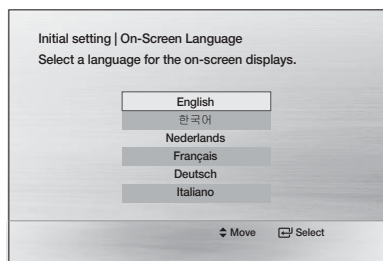 Initial setting | On-Screen Language
Select a language for the on-screen displays.
English
한국어
Nederlands
Français
Deutsch
Italiano
Move Select